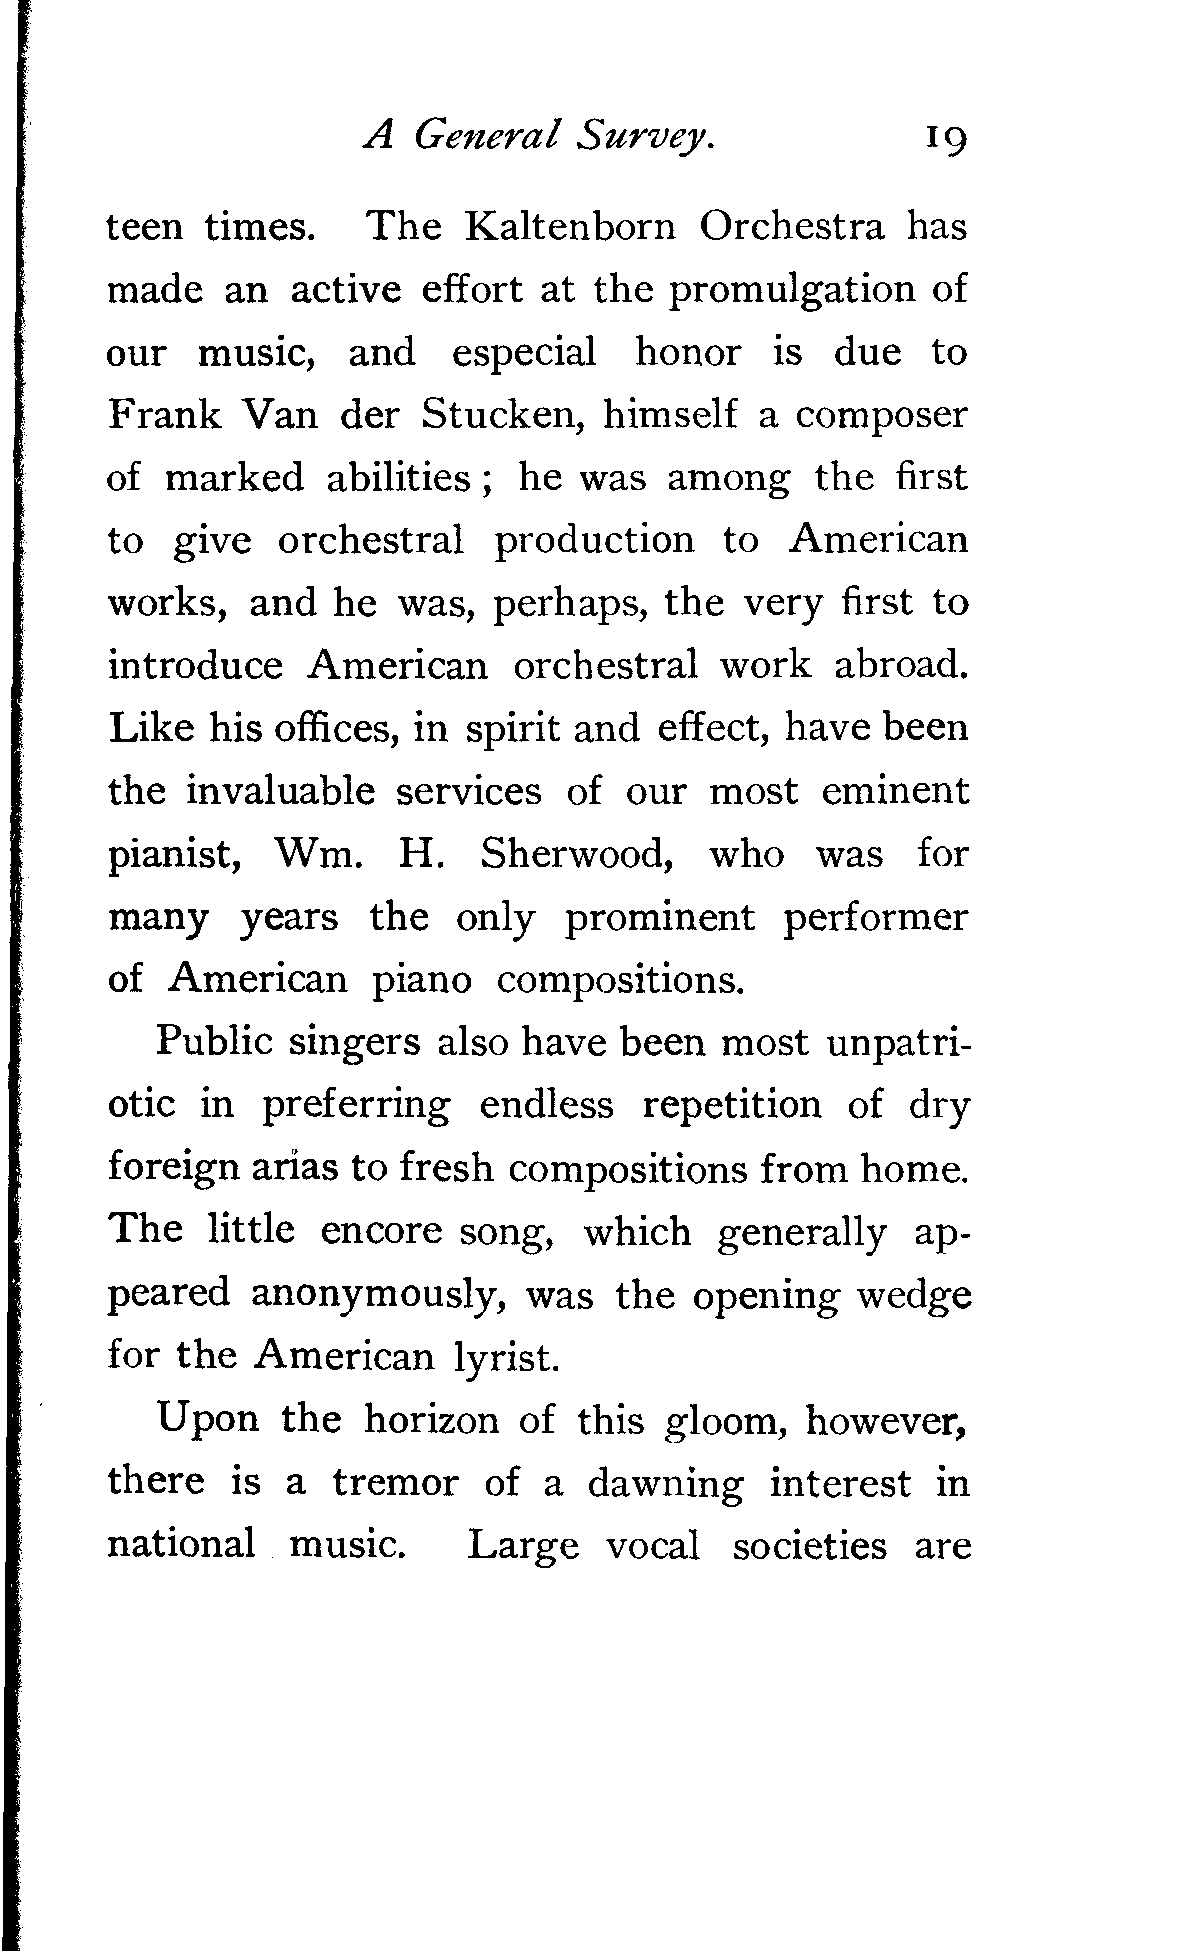 A General Survey. 19
teen times. The Kaltenborn Orchestra has
made an active effort at the promulgation of
our music, and especial honor is due to
Frank Van der Stucken, himself a composer
of marked abilities ; he was among the first
to give orchestral production to American
works, and he was, perhaps, the very first to
introduce American orchestral work abroad.
Like his offices, in spirit and effect, have been
the invaluable services of our most eminent
pianist, Wm. H. Sherwood, who was for
many years the only prominent performer
of American piano compositions.
Public singers also have been most unpatri-
otic in preferring endless repetition of dry
foreign arias to fresh compositions from home.
The little encore song, which generally ap-
peared anonymously, was the opening wedge
for the American lyrist.
Upon the horizon of this gloom, however,
there is a tremor of a dawning interest in
national music. Large vocal societies are